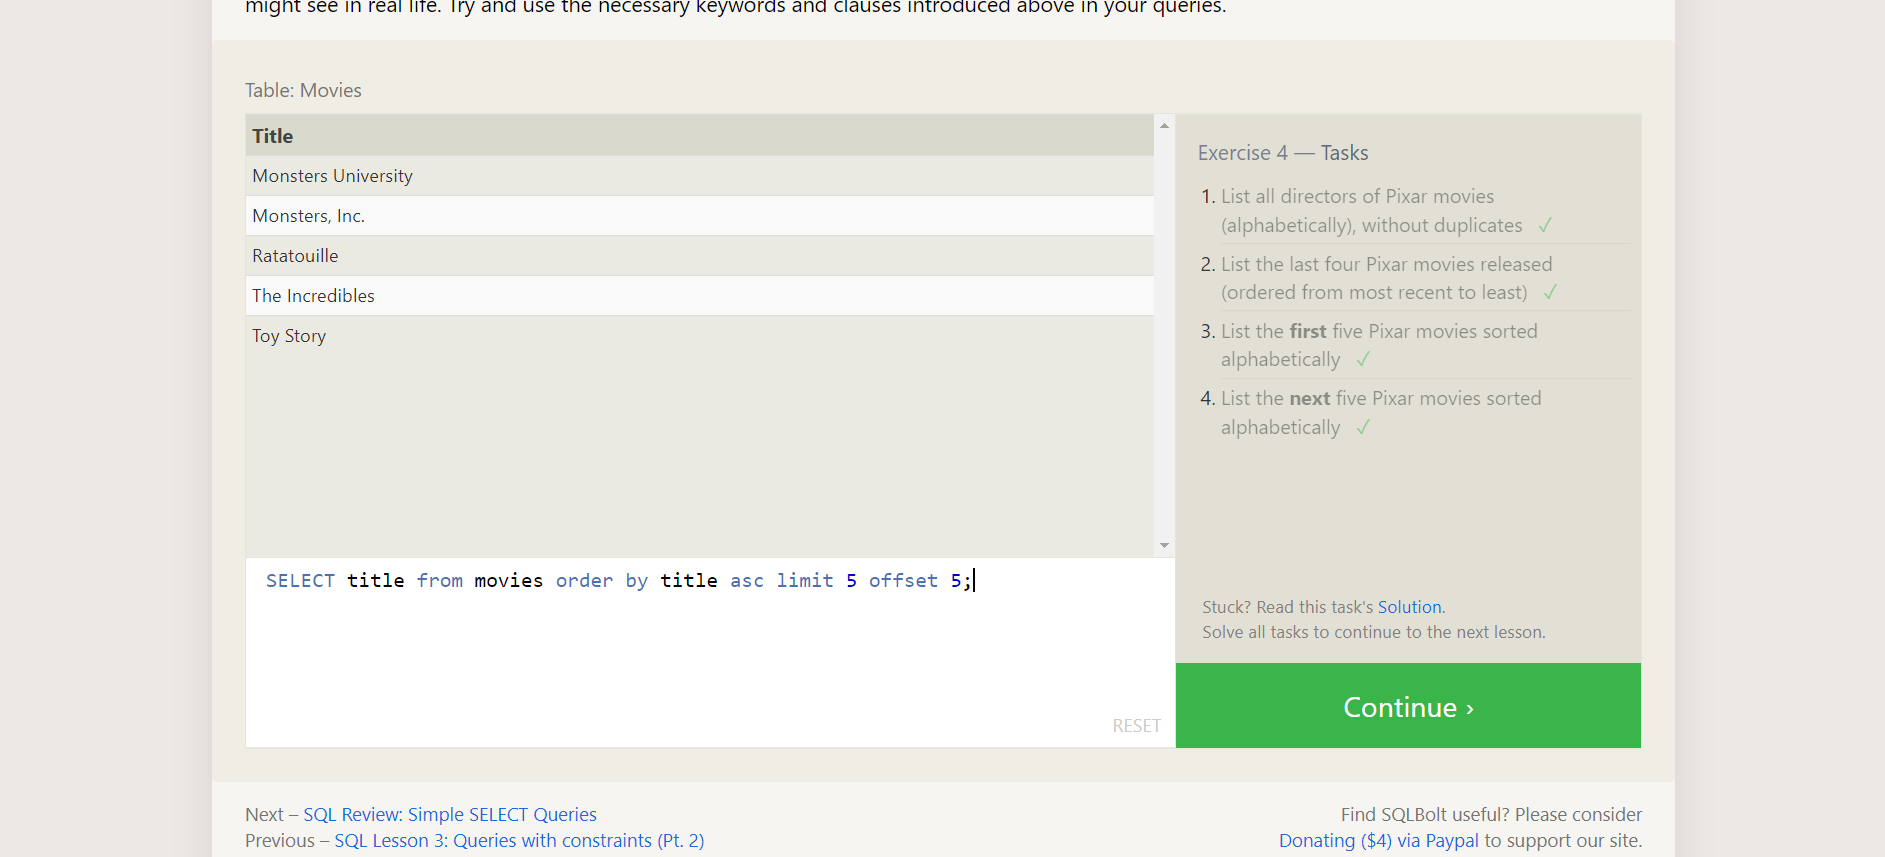 might see in real life. Try and use the necessary keywords and clauses introduced above in your queries.
Table: Movies
Title
Monsters University
Monsters, Inc.
Ratatouille
The Incredibles
Toy Story
SELECT title from movies order by title asc limit 5 offset 5;
RESET
Exercise 4 — Tasks
1. List all directors of Pixar movies
(alphabetically), without duplicates ✓
2. List the last four Pixar movies released
(ordered from most recent to least) ✓
3. List the first five Pixar movies sorted
alphabetically ✓
4. List the next five Pixar movies sorted
alphabetically ✓
Stuck? Read this task's Solution.
Solve all tasks to continue to the next lesson.
Continue ›
Next – SQL Review: Simple SELECT Queries
Previous – SQL Lesson 3: Queries with constraints (Pt. 2)
Find SQLBolt useful? Please consider
Donating ($4) via Paypal to support our site.